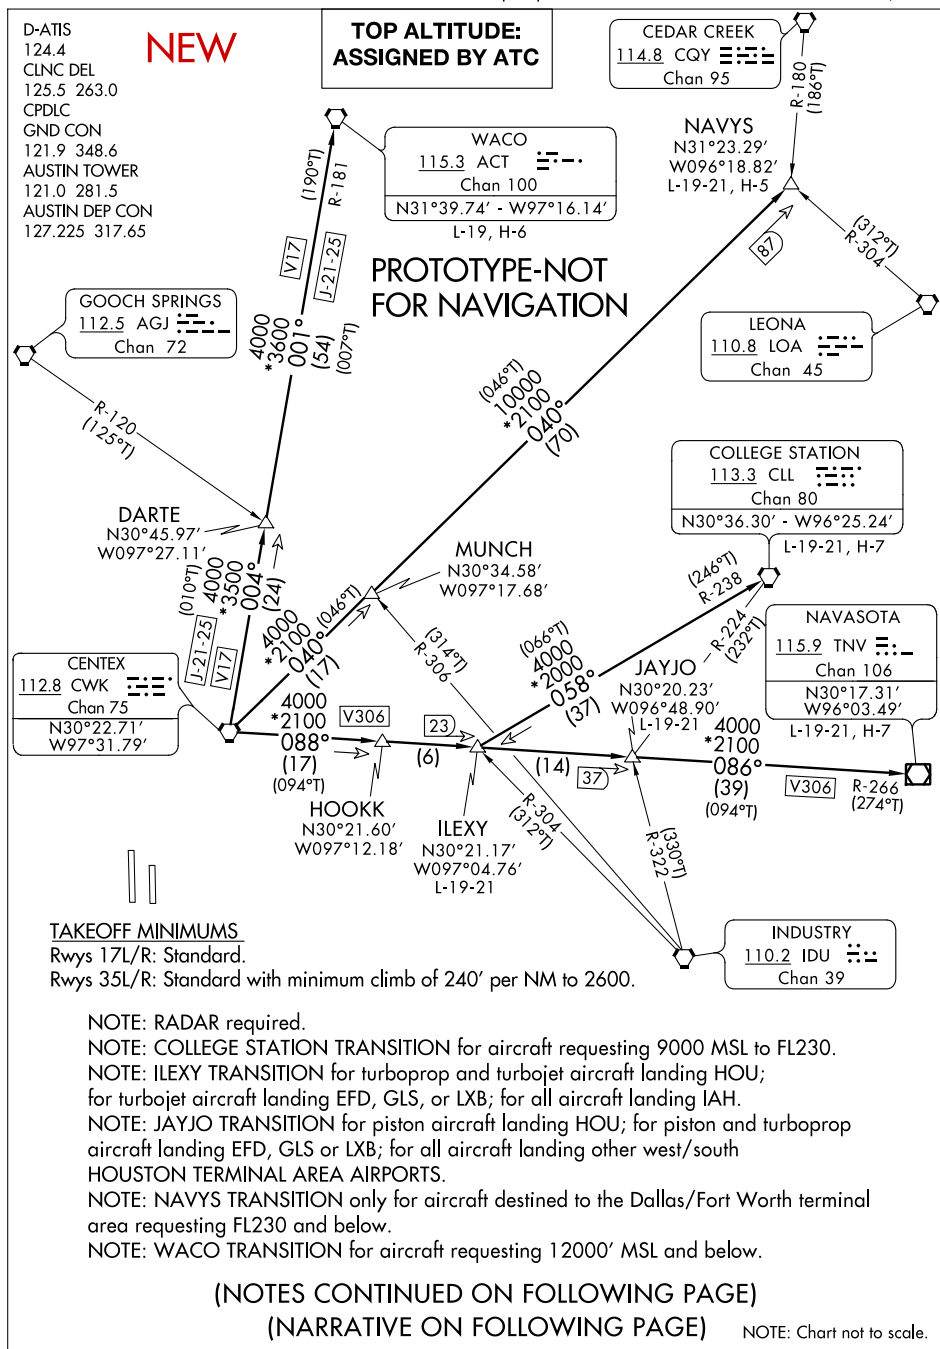 D-ATIS
124.4
CLNC DEL
125.5 263.0
CPDLC
GND CON
121.9 348.6
AUSTIN TOWER
121.0 281.5
AUSTIN DEP CON
127.225 317.65
NEW
TOP ALTITUDE:
ASSIGNED BY ATC
CEDAR CREEK
114.8 CQY
Chan 95
R-180
(186°T)
NAVYS
N31°23.29′
W096°18.82′
L-19-21, H-5
WACO
115.3 ACT
Chan 100
N31°39.74′ - W97°16.14′
L-19, H-6
(190°T)
R-181
V17
J-21-25
87
(312°T)
R-304
PROTOTYPE-NOT
FOR NAVIGATION
GOOCH SPRINGS
112.5 AGJ
Chan 72
4000
*3600
001°
(54)
(007°T)
LEONA
110.8 LOA
Chan 45
R-120
(125°T)
(046°T)
10000
*2100
040°
(70)
COLLEGE STATION
113.3 CLL
Chan 80
N30°36.30′ - W96°25.24′
L-19-21, H-7
DARTE
N30°45.97′
W097°27.11′
MUNCH
N30°34.58′
W097°17.68′
(010°T)
4000
*3500
004°
(24)
J-21-25
V17
4000
*2100
040°
(17)
(046°T)
(246°T)
R-238
R-224
(232°T)
NAVASOTA
115.9 TNV
Chan 106
N30°17.31′
W96°03.49′
L-19-21, H-7
(314°T)
R-306
(066°T)
4000
*2000
058°
(37)
JAYJO
N30°20.23′
W096°48.90′
L-19-21
CENTEX
112.8 CWK
Chan 75
N30°22.71′
W97°31.79′
4000
*2100
088°
(17)
(094°T)
V306
23
(6)
(14)
37
4000
*2100
086°
(39)
(094°T)
V306
R-266
(274°T)
HOOKK
N30°21.60′
W097°12.18′
ILEXY
N30°21.17′
W097°04.76′
L-19-21
R-304
(312°T)
(330°T)
R-322
INDUSTRY
110.2 IDU
Chan 39
TAKEOFF MINIMUMS
Rwys 17L/R: Standard.
Rwys 35L/R: Standard with minimum climb of 240′ per NM to 2600.
NOTE: RADAR required.
NOTE: COLLEGE STATION TRANSITION for aircraft requesting 9000 MSL to FL230.
NOTE: ILEXY TRANSITION for turboprop and turbojet aircraft landing HOU;
for turbojet aircraft landing EFD, GLS, or LXB; for all aircraft landing IAH.
NOTE: JAYJO TRANSITION for piston aircraft landing HOU; for piston and turboprop
aircraft landing EFD, GLS or LXB; for all aircraft landing other west/south
HOUSTON TERMINAL AREA AIRPORTS.
NOTE: NAVYS TRANSITION only for aircraft destined to the Dallas/Fort Worth terminal
area requesting FL230 and below.
NOTE: WACO TRANSITION for aircraft requesting 12000′ MSL and below.
(NOTES CONTINUED ON FOLLOWING PAGE)
(NARRATIVE ON FOLLOWING PAGE)
NOTE: Chart not to scale.